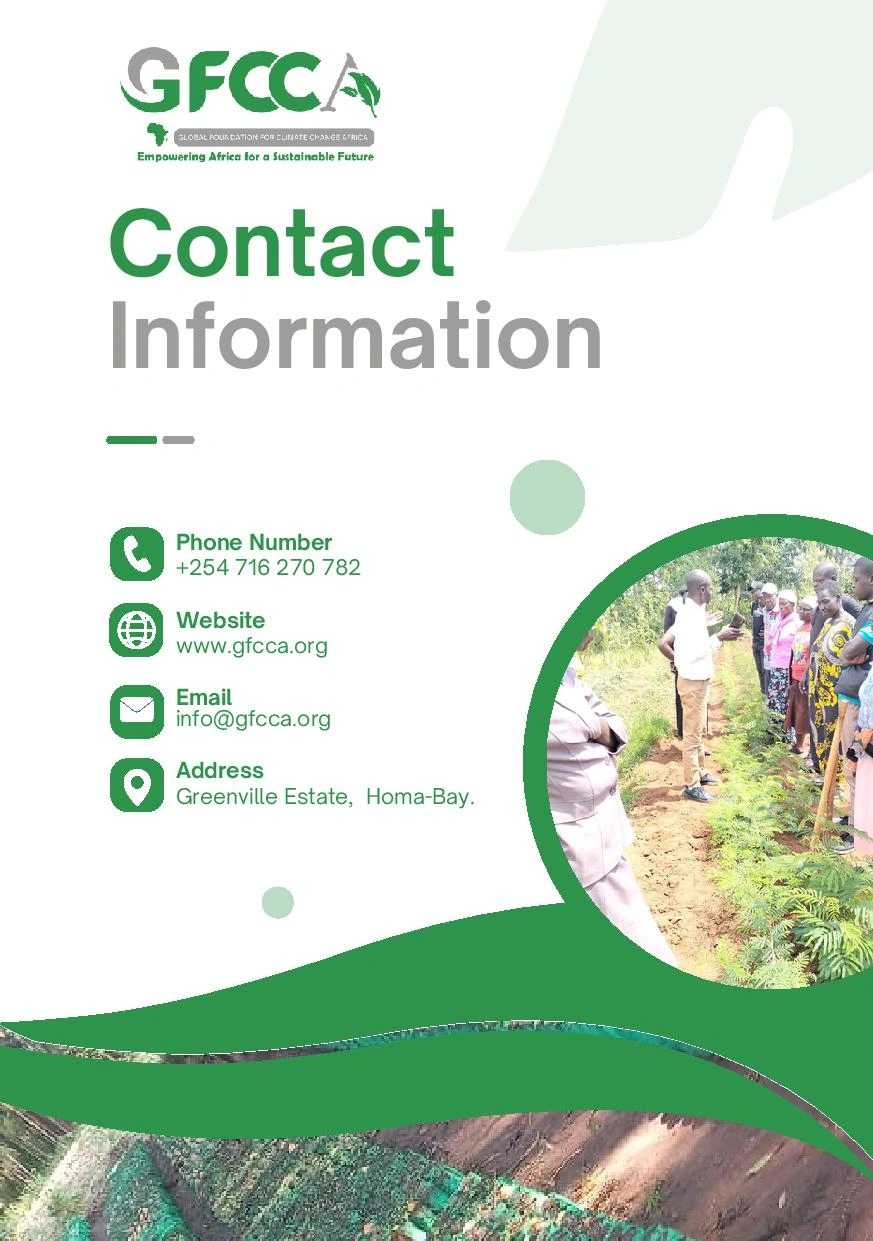 GFCCA
GLOBAL FOUNDATION FOR CLIMATE CHANGE AFRICA
Empowering Africa for a Sustainable Future
Contact
Information
Phone Number
+254 716 270 782
Website
www.gfcca.org
Email
info@gfcca.org
Address
Greenville Estate, Homa-Bay.